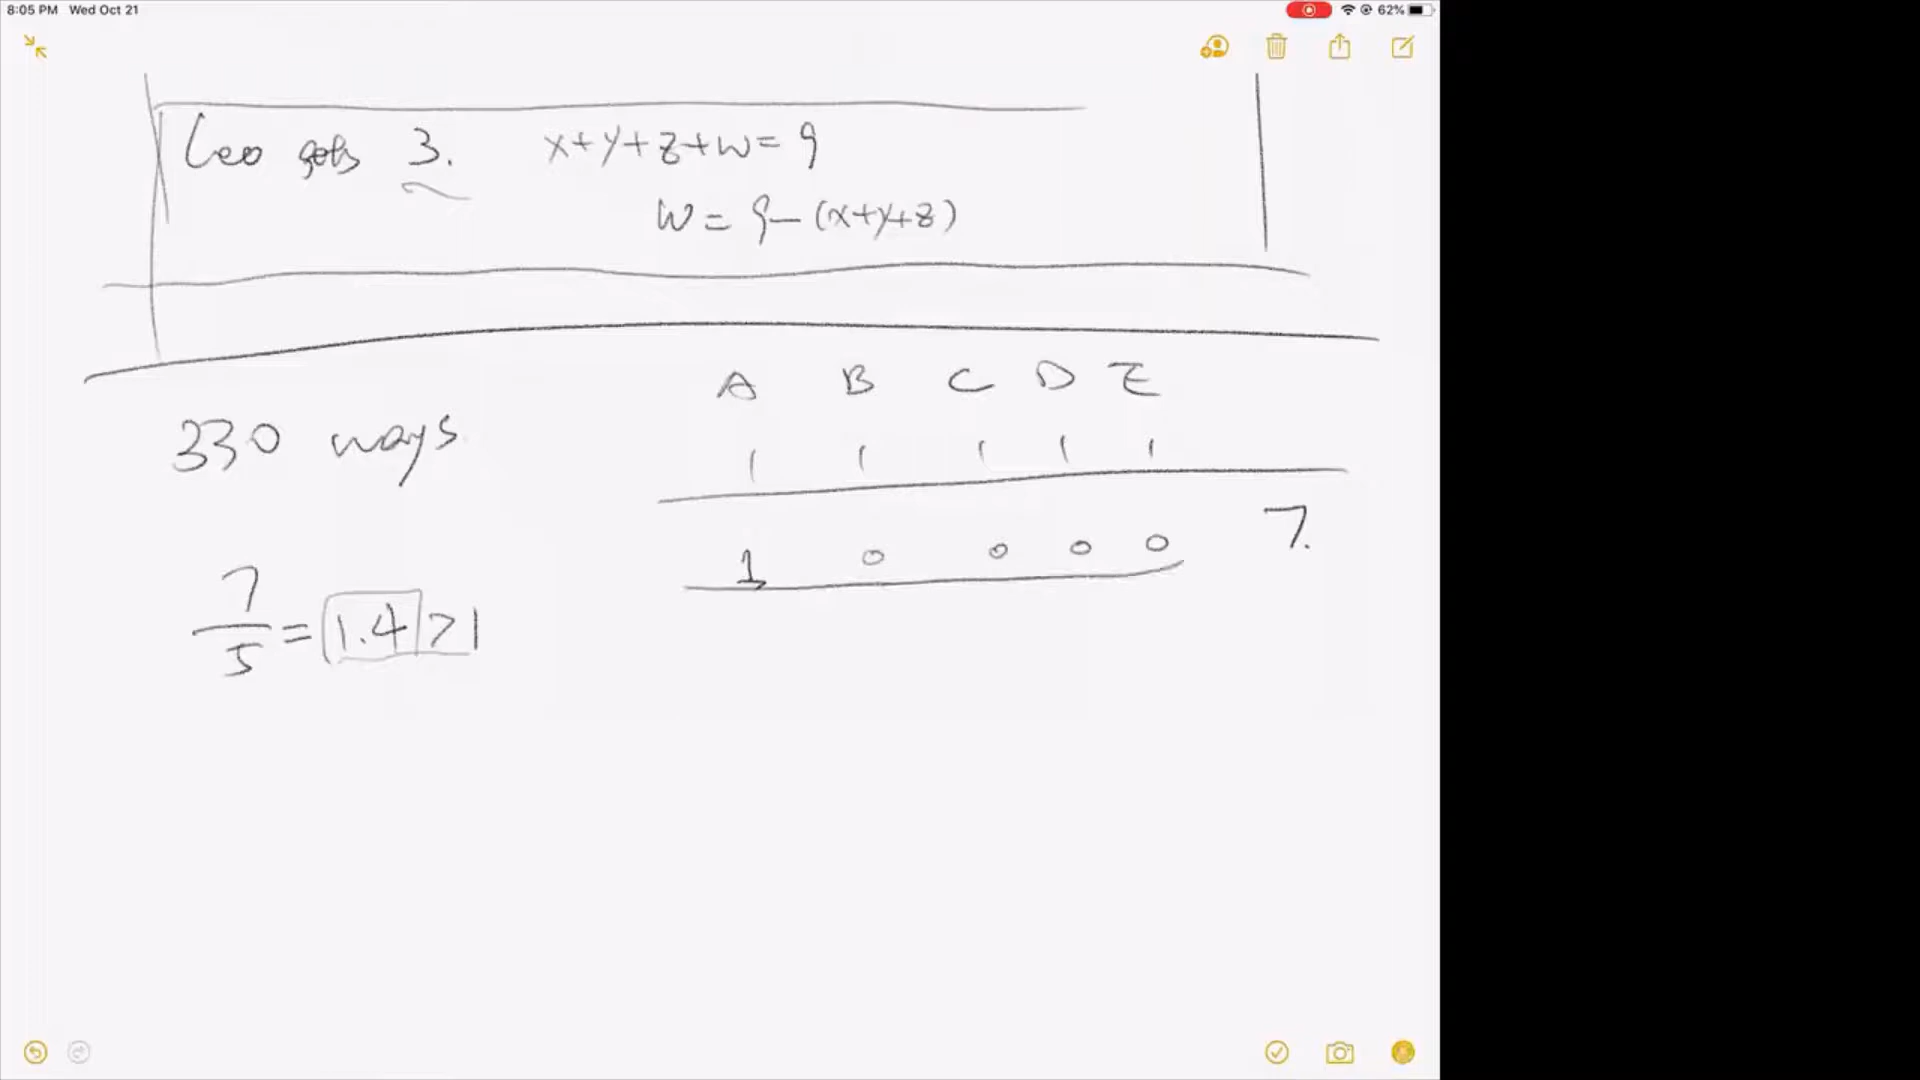 8:05 PM Wed Oct 21 62%
Leo gets 3. x+y+z+w=9
w=9-(x+y+z)
A B C D E
330 ways.
1 1 1 1 1
7.
1 0 0 0 0
7/5 = 1.4 >1